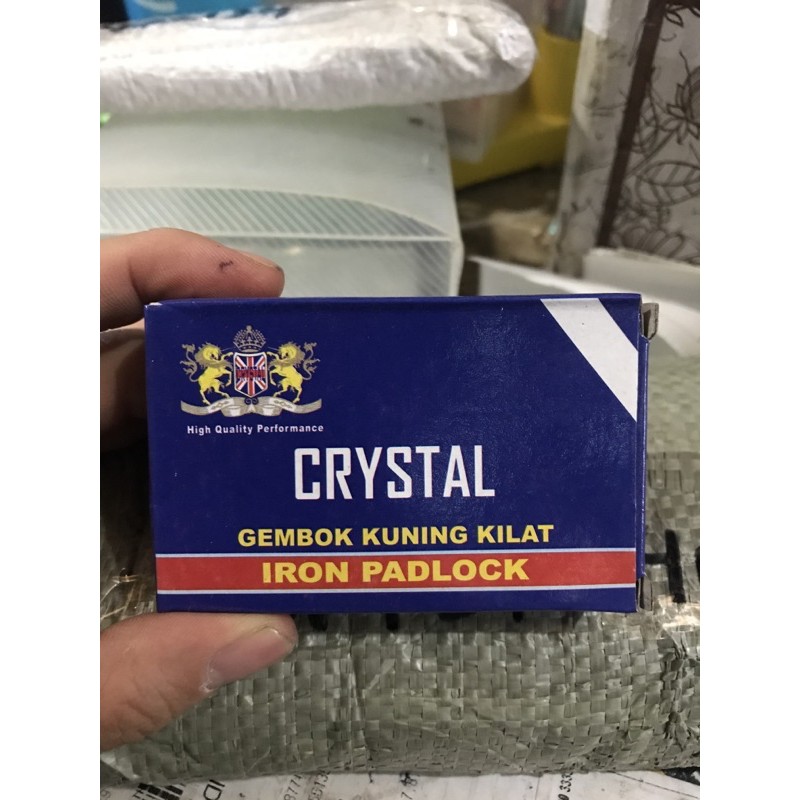 High Quality Performance
CRYSTAL
GEMBOK KUNING KILAT
IRON PADLOCK